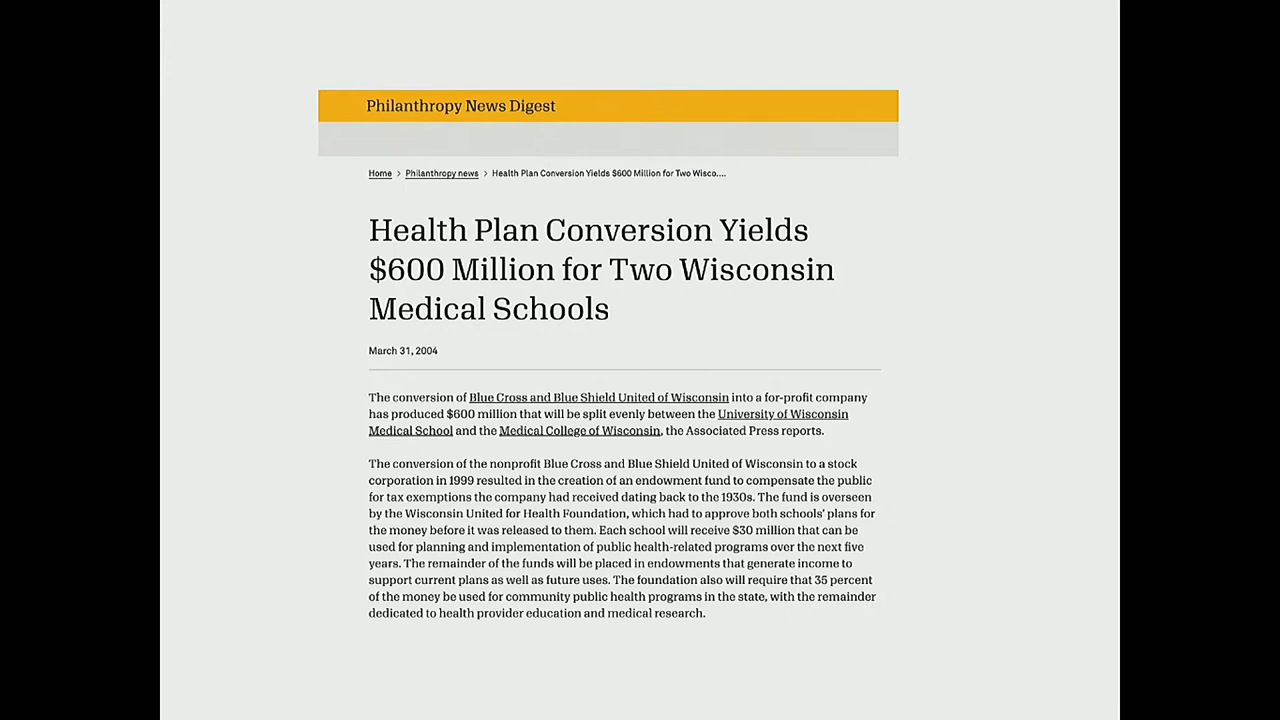 Philanthropy News Digest
Home > Philanthropy news > Health Plan Conversion Yields $600 Million for Two Wisco....
Health Plan Conversion Yields
$600 Million for Two Wisconsin
Medical Schools
March 31, 2004
The conversion of Blue Cross and Blue Shield United of Wisconsin into a for-profit company
has produced $600 million that will be split evenly between the University of Wisconsin
Medical School and the Medical College of Wisconsin, the Associated Press reports.
The conversion of the nonprofit Blue Cross and Blue Shield United of Wisconsin to a stock
corporation in 1999 resulted in the creation of an endowment fund to compensate the public
for tax exemptions the company had received dating back to the 1930s. The fund is overseen
by the Wisconsin United for Health Foundation, which had to approve both schools' plans for
the money before it was released to them. Each school will receive $30 million that can be
used for planning and implementation of public health-related programs over the next five
years. The remainder of the funds will be placed in endowments that generate income to
support current plans as well as future uses. The foundation also will require that 35 percent
of the money be used for community public health programs in the state, with the remainder
dedicated to health provider education and medical research.